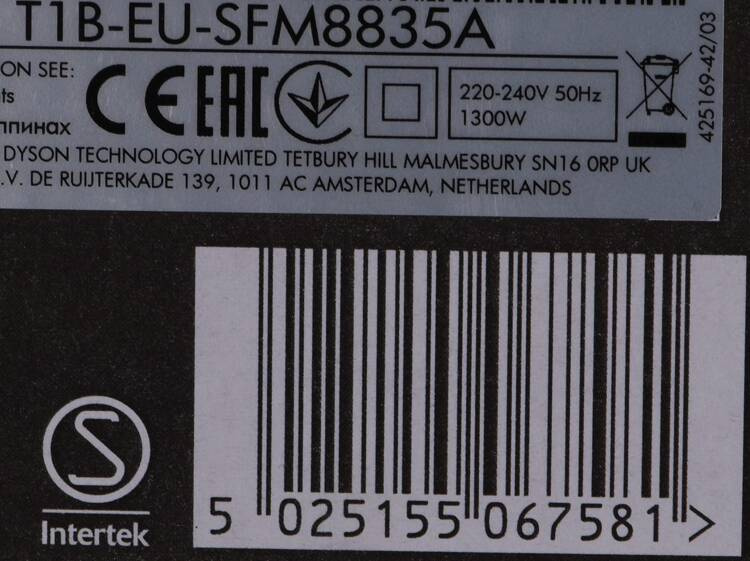 T1B-EU-SFM8835A
ON SEE:
nts
ппинах
CE EAC
220-240V 50Hz
1300W
425169-42/03
DYSON TECHNOLOGY LIMITED TETBURY HILL MALMESBURY SN16 0RP UK
.V. DE RUIJTERKADE 139, 1011 AC AMSTERDAM, NETHERLANDS
S
Intertek
5 025155 067581 >